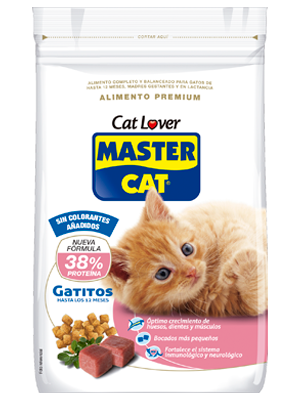 ALIMENTO COMPLETO Y BALANCEADO PARA GATOS DE
HASTA 12 MESES, MADRES GESTANTES Y EN LACTANCIA
ALIMENTO PREMIUM
Cat Lover
MASTER
CAT®
SIN COLORANTES
AÑADIDOS
NUEVA
FÓRMULA
38%
PROTEÍNA
GATITOS
HASTA LOS 12 MESES
Óptimo crecimiento de
huesos, dientes y músculos
Bocados más pequeños
Fortalece el sistema
inmunológico y neurológico